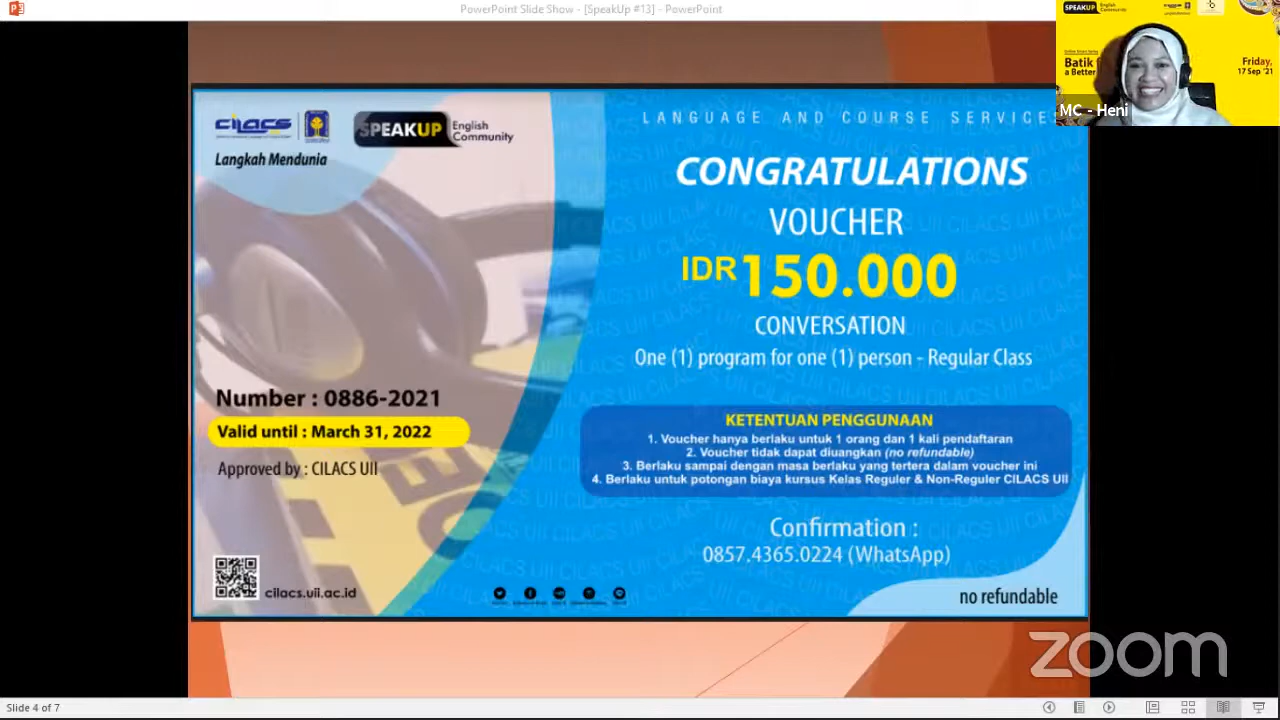 PowerPoint Slide Show - [SpeakUp #13] - PowerPoint
SPEAKUP English Community
Batik
a Better
Friday,
17 Sep '21
MC - Heni
cilacs
Langkah Mendunia
SPEAKUP English Community
LANGUAGE AND COURSE SERVICE
CONGRATULATIONS
VOUCHER
IDR 150.000
CONVERSATION
One (1) program for one (1) person - Regular Class
Number : 0886-2021
Valid until : March 31, 2022
Approved by : CILACS UII
KETENTUAN PENGGUNAAN
1. Voucher hanya berlaku untuk 1 orang dan 1 kali pendaftaran
2. Voucher tidak dapat diuangkan (no refundable)
3. Berlaku sampai dengan masa berlaku yang tertera dalam voucher ini
4. Berlaku untuk potongan biaya kursus Kelas Reguler & Non-Reguler CILACS UII
Confirmation :
0857.4365.0224 (WhatsApp)
cilacs.uii.ac.id
no refundable
zoom
Slide 4 of 7